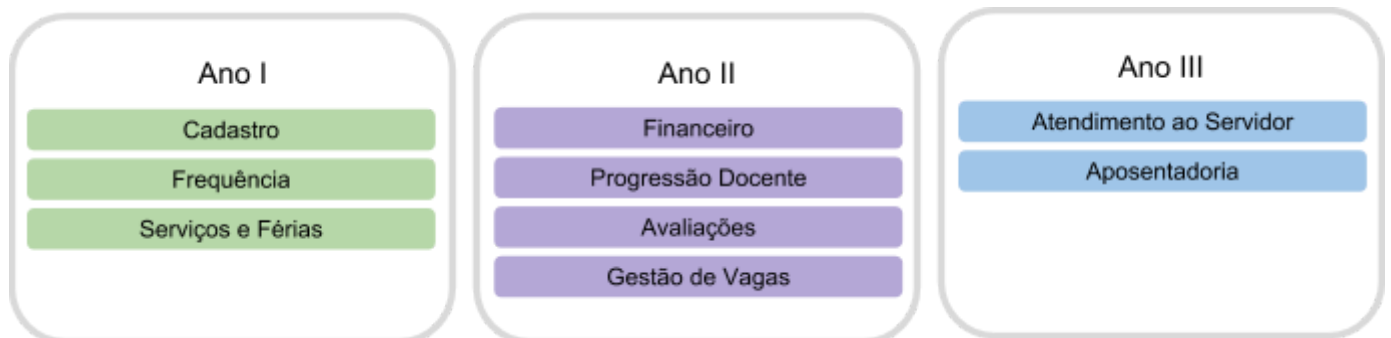 Ano I
Cadastro
Frequência
Serviços e Férias
Ano II
Financeiro
Progressão Docente
Avaliações
Gestão de Vagas
Ano III
Atendimento ao Servidor
Aposentadoria